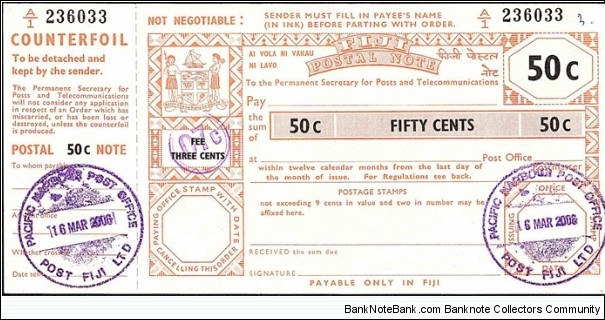 A/1 236033
COUNTERFOIL
To be detached and
kept by the sender.
The Permanent Secretary for
Posts and Telecommunications
will not consider any application
in respect of an Order which has
miscarried, or has been lost or
destroyed, unless the counterfoil
is produced.
POSTAL 50c NOTE
To whom payable
PACIFIC HARBOUR POST OFFICE
16 MAR 2006
POST FIJI LTD
NOT NEGOTIABLE:
SENDER MUST FILL IN PAYEE'S NAME
(IN INK) BEFORE PARTING WITH ORDER.
A/1 236033
3.
FIJI
POSTAL NOTE
AI VOLA NI VAKAU
NI LAVO
फीजी पोस्टल
नोट
50 C
To the Permanent Secretary for Posts and Telecommunications
Pay
the sum of
50 C FIFTY CENTS 50 C
FEE
THREE CENTS
at Post Office
within twelve calendar months from the last day of
the month of issue. For Regulations see back.
PAYING OFFICE STAMP WITH DATE
CANCELLING THIS ORDER
POSTAGE STAMPS
not exceeding 9 cents in value and two in number may be
affixed here.
RECEIVED the sum due
SIGNATURE
PAYABLE ONLY IN FIJI
ISSUING OFFICE
PACIFIC HARBOUR POST OFFICE
16 MAR 2006
POST FIJI LTD
BankNoteBank.com - Banknote Collectors Community